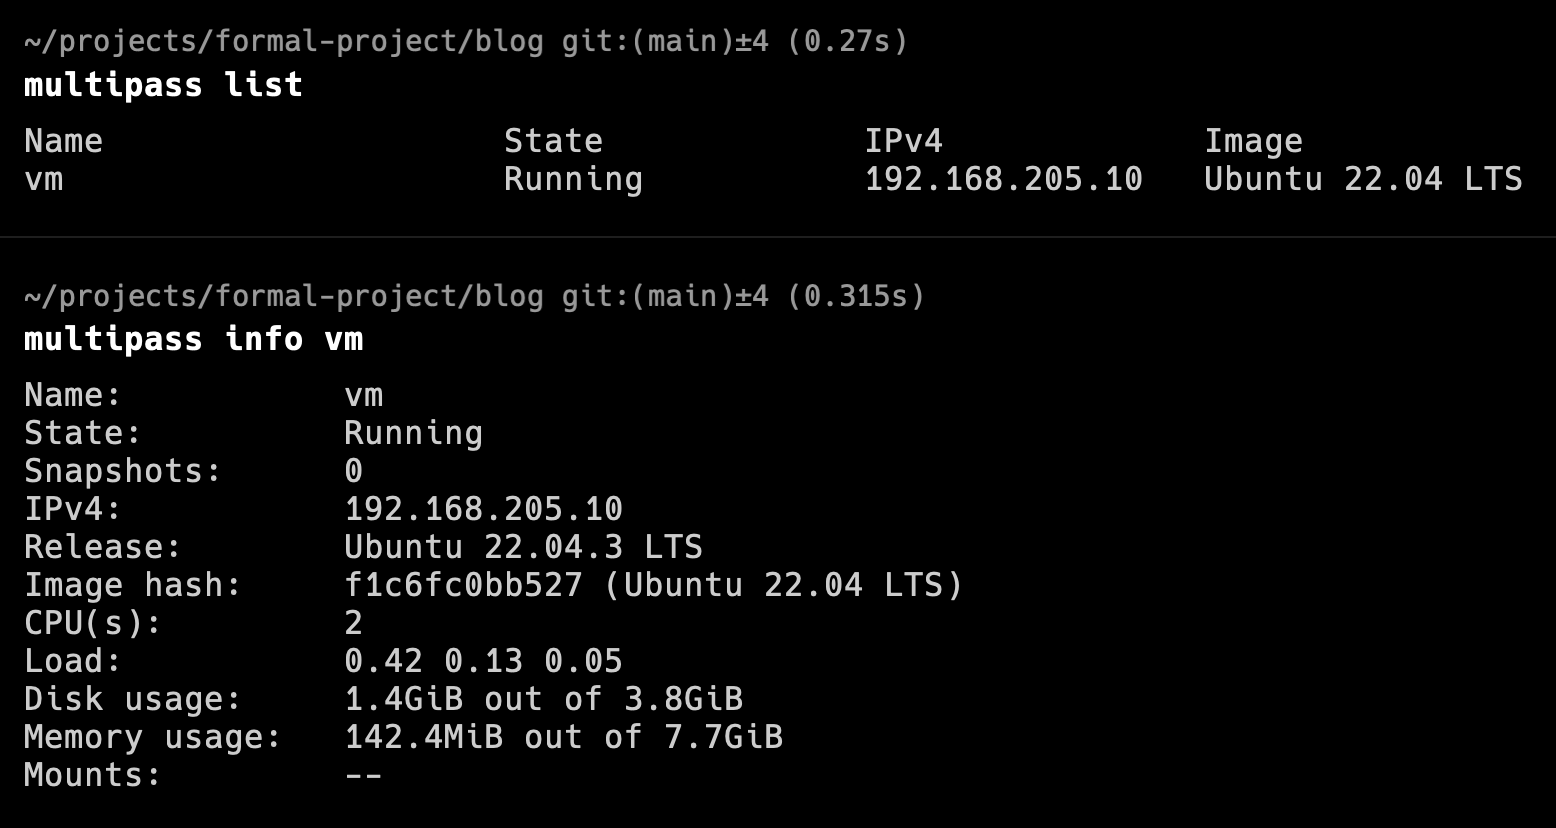 ~/projects/formal-project/blog git:(main)±4 (0.27s)
multipass list
Name State IPv4 Image
vm Running 192.168.205.10 Ubuntu 22.04 LTS
~/projects/formal-project/blog git:(main)±4 (0.315s)
multipass info vm
Name: vm
State: Running
Snapshots: 0
IPv4: 192.168.205.10
Release: Ubuntu 22.04.3 LTS
Image hash: f1c6fc0bb527 (Ubuntu 22.04 LTS)
CPU(s): 2
Load: 0.42 0.13 0.05
Disk usage: 1.4GiB out of 3.8GiB
Memory usage: 142.4MiB out of 7.7GiB
Mounts: --